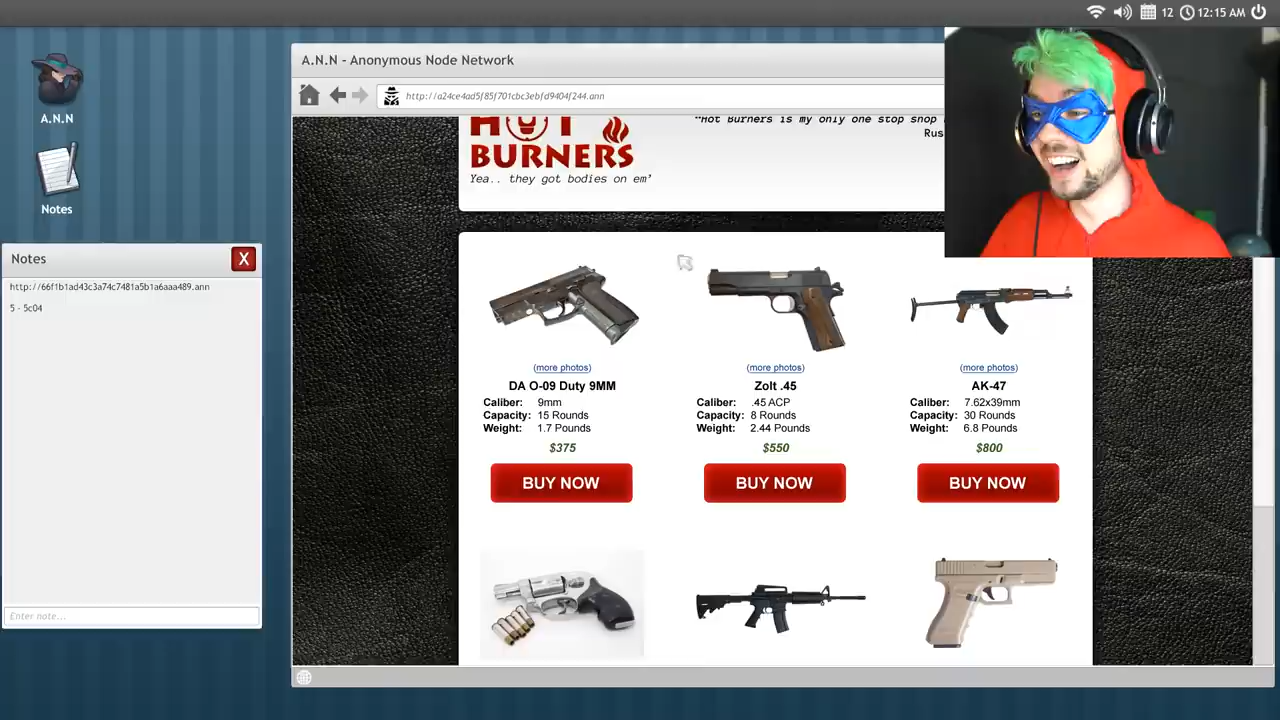 12 12:15 AM
A.N.N
Notes
Notes X
http://66f1b1ad43c3a74c7481a5b1a6aaa489.ann
5 - 5c04
Enter note...
A.N.N - Anonymous Node Network
http://a24ce4ad5f85f701cbc3ebfd9404f244.ann
HOT
BURNERS
Yea.. they got bodies on em'
"Hot Burners is my only one stop shop
Rus
(more photos)
DA O-09 Duty 9MM
Caliber: 9mm
Capacity: 15 Rounds
Weight: 1.7 Pounds
$375
BUY NOW
(more photos)
Zolt .45
Caliber: .45 ACP
Capacity: 8 Rounds
Weight: 2.44 Pounds
$550
BUY NOW
(more photos)
AK-47
Caliber: 7.62x39mm
Capacity: 30 Rounds
Weight: 6.8 Pounds
$800
BUY NOW